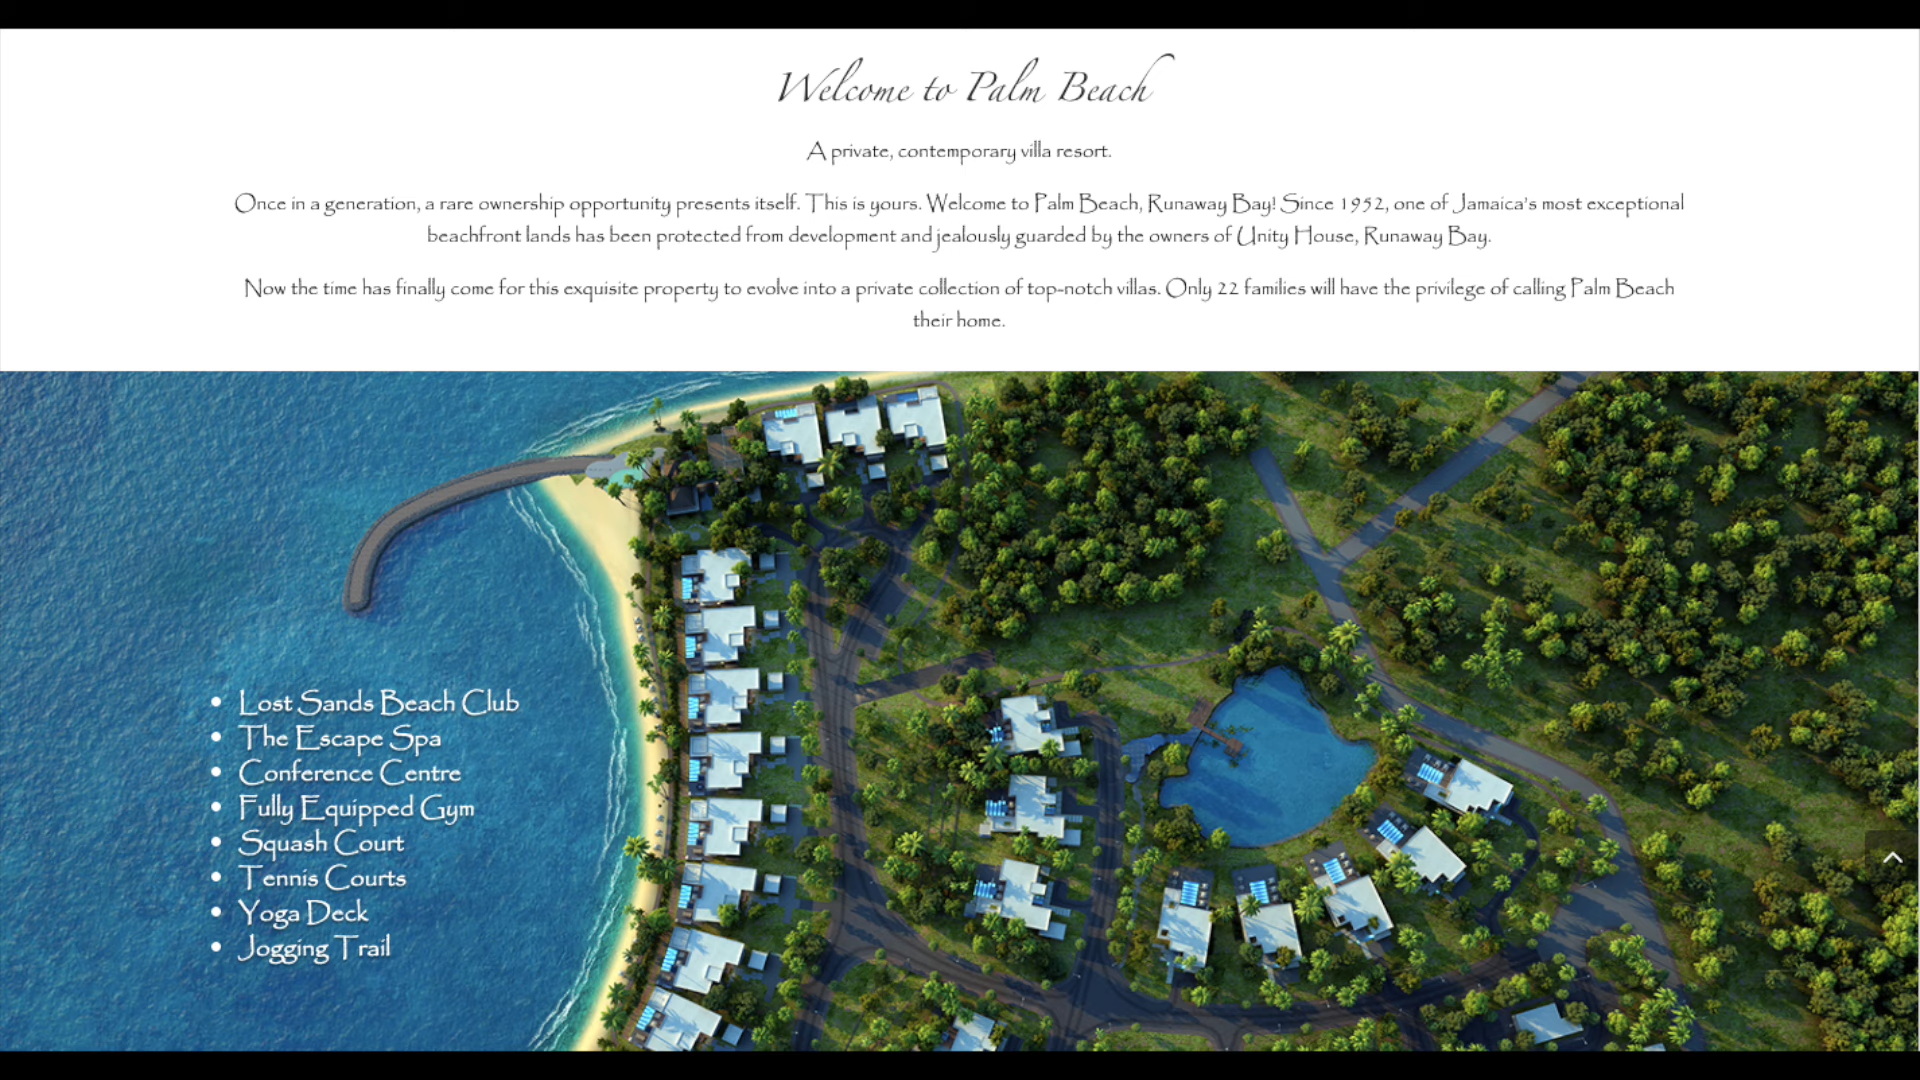 Welcome to Palm Beach
A private, contemporary villa resort.
Once in a generation, a rare ownership opportunity presents itself. This is yours. Welcome to Palm Beach, Runaway Bay! Since 1952, one of Jamaica's most exceptional
beachfront lands has been protected from development and jealously guarded by the owners of Unity House, Runaway Bay.
Now the time has finally come for this exquisite property to evolve into a private collection of top-notch villas. Only 22 families will have the privilege of calling Palm Beach
their home.
• Lost Sands Beach Club
• The Escape Spa
• Conference Centre
• Fully Equipped Gym
• Squash Court
• Tennis Courts
• Yoga Deck
• Jogging Trail